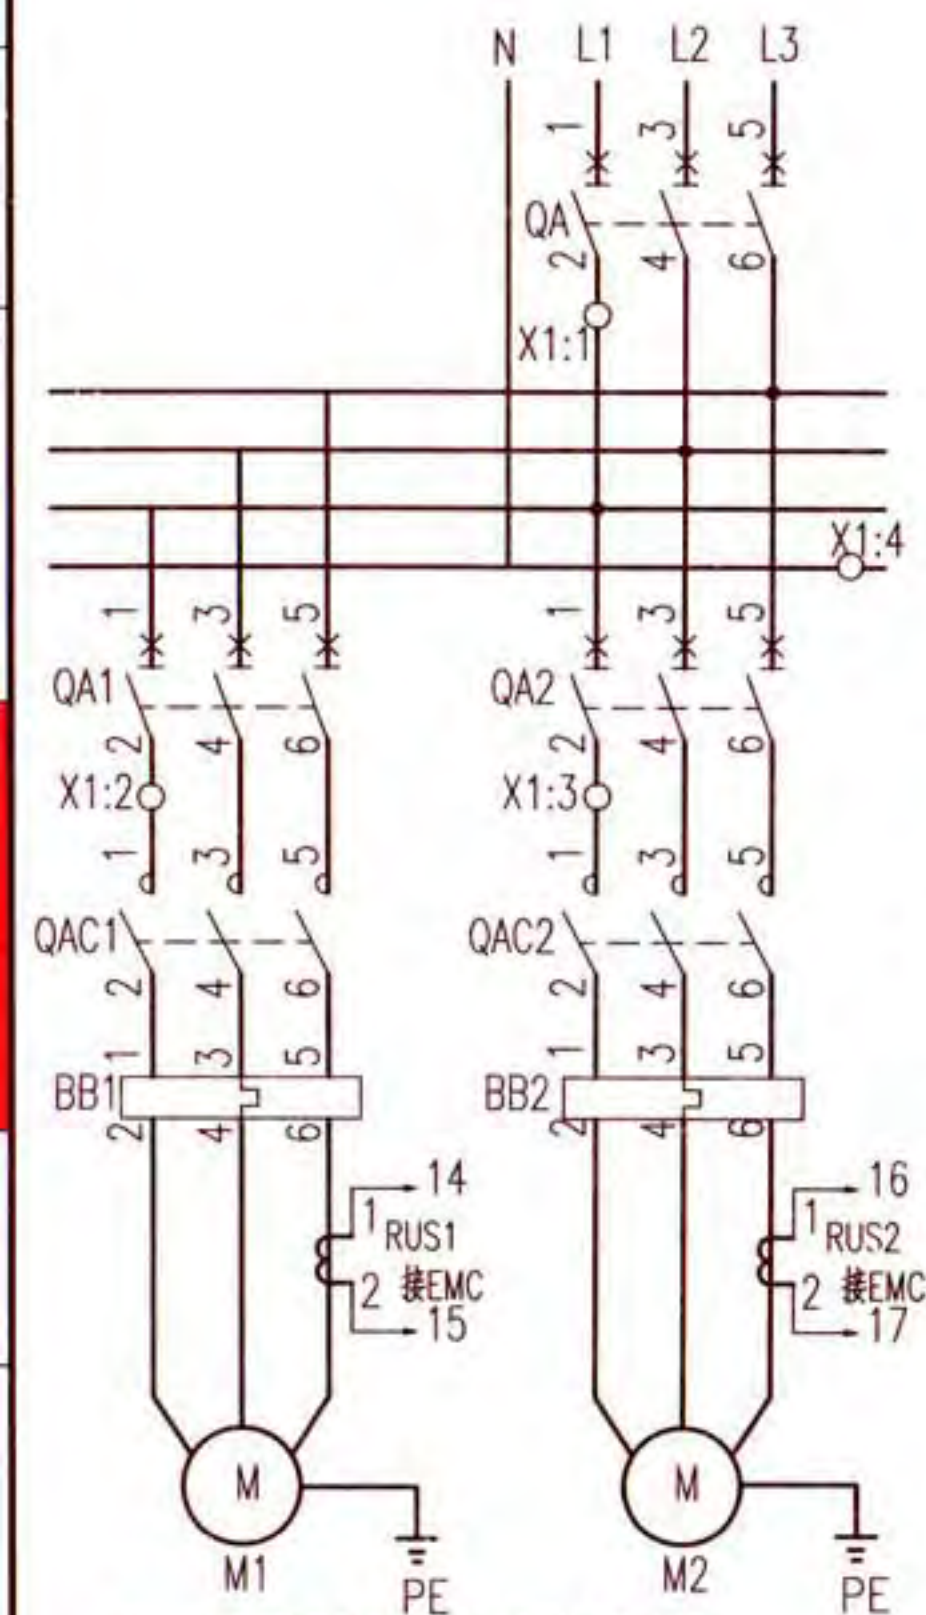 N L1 L2 L3
1 3 5
QA
2 4 6
X1:1
X1:4
1 3 5 1 3 5
QA1 QA2
2 4 6 2 4 6
X1:2 X1:3
1 3 5 1 3 5
QAC1 QAC2
2 4 6 2 4 6
1 3 5 1 3 5
BB1 BB2
2 4 6 2 4 6
14 16
1 RUS1 1 RUS2
2 接EMC 2 接EMC
15 17
M M
M1 M2
PE PE